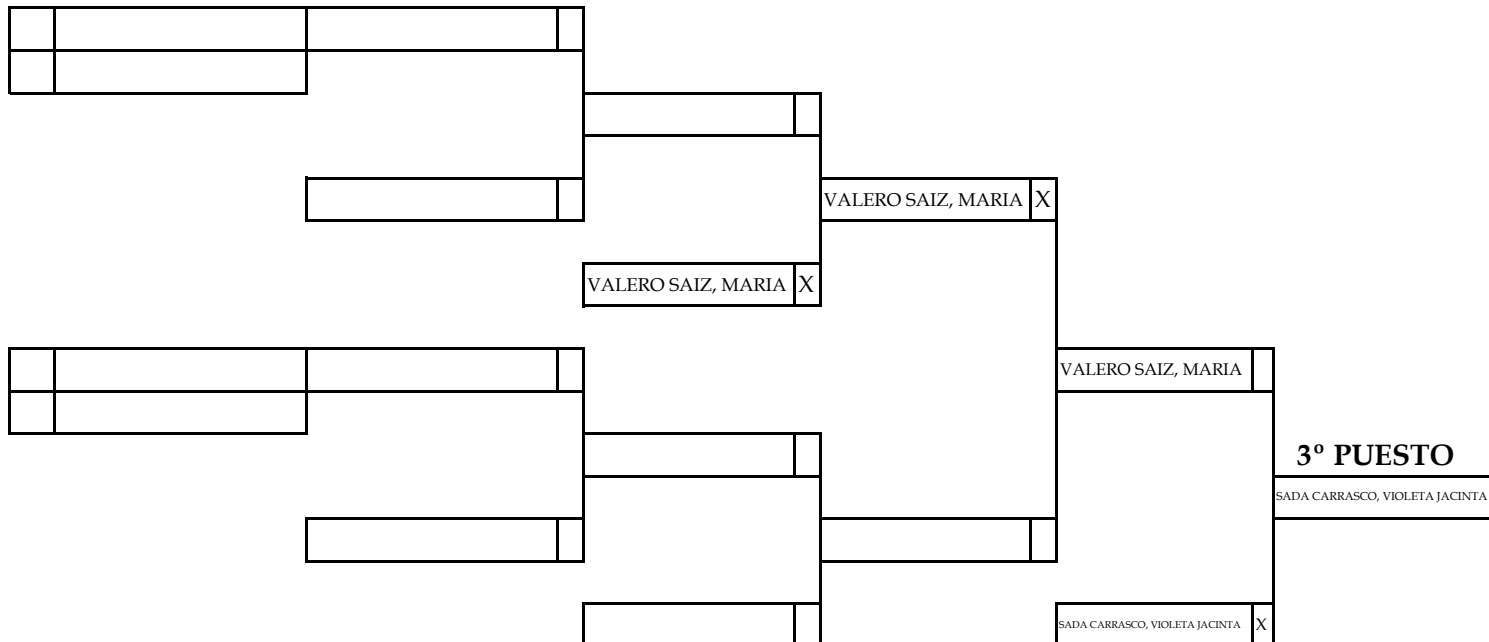 VALERO SAIZ, MARIA X
VALERO SAIZ, MARIA X
VALERO SAIZ, MARIA
3º PUESTO
SADA CARRASCO, VIOLETA JACINTA
SADA CARRASCO, VIOLETA JACINTA X